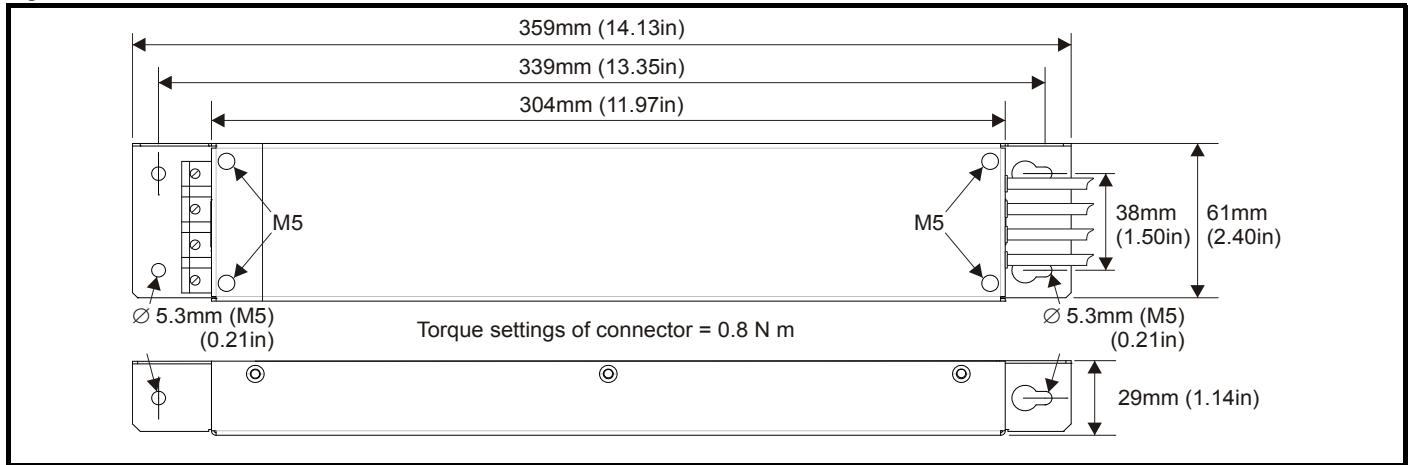 359mm (14.13in)
339mm (13.35in)
304mm (11.97in)
M5
M5
38mm
(1.50in)
61mm
(2.40in)
∅ 5.3mm (M5)
(0.21in)
Torque settings of connector = 0.8 N m
∅ 5.3mm (M5)
(0.21in)
29mm (1.14in)